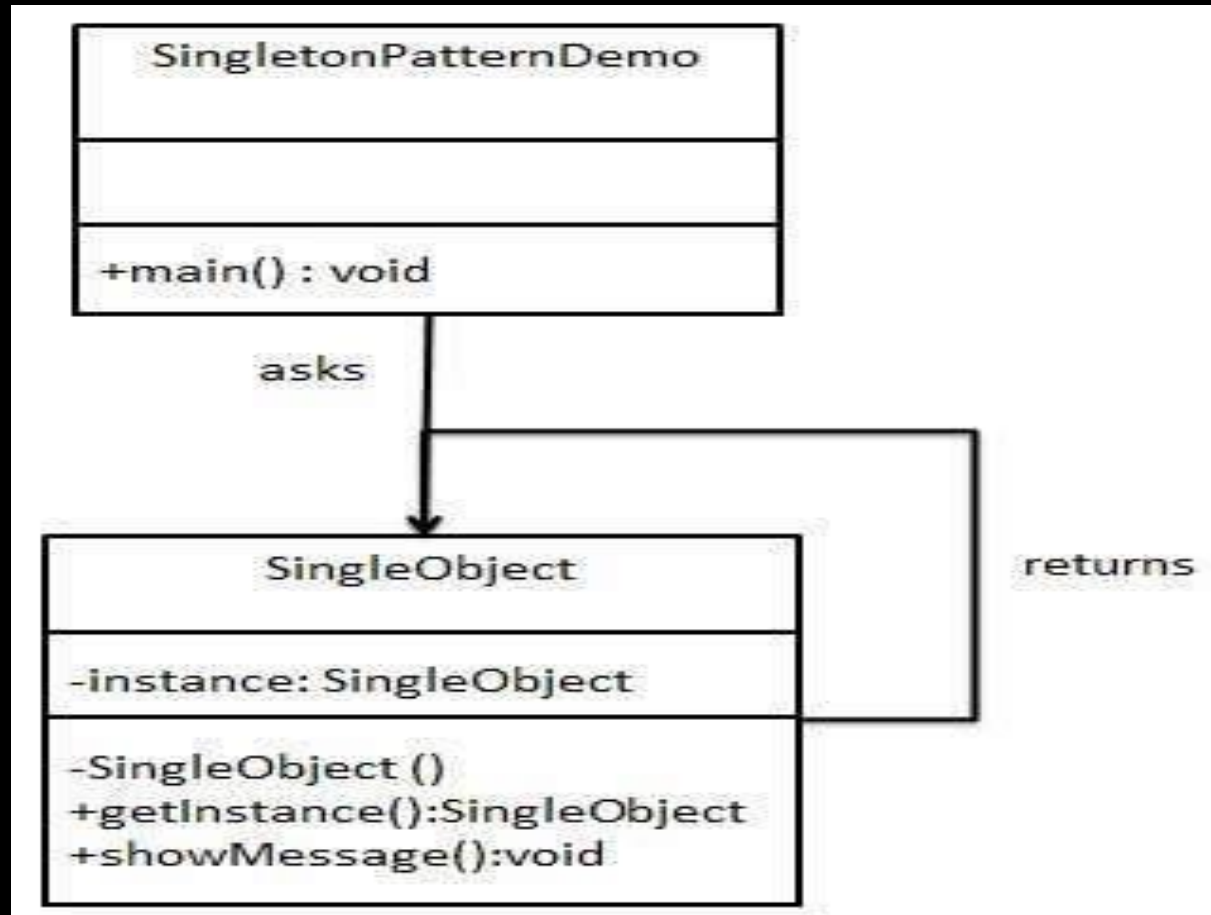 SingletonPatternDemo
+main() : void
asks
SingleObject
returns
-instance: SingleObject
-SingleObject ()
+getInstance():SingleObject
+showMessage():void